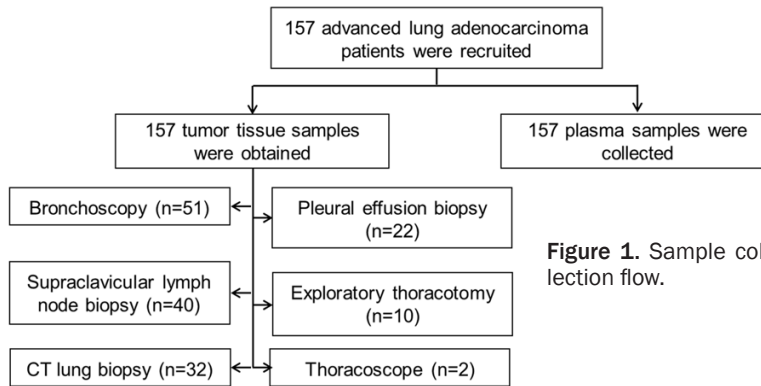 157 advanced lung adenocarcinoma
patients were recruited
157 tumor tissue samples
were obtained
157 plasma samples were
collected
Bronchoscopy (n=51)
Pleural effusion biopsy
(n=22)
Supraclavicular lymph
node biopsy (n=40)
Exploratory thoracotomy
(n=10)
CT lung biopsy (n=32)
Thoracoscope (n=2)
Figure 1. Sample col-
lection flow.